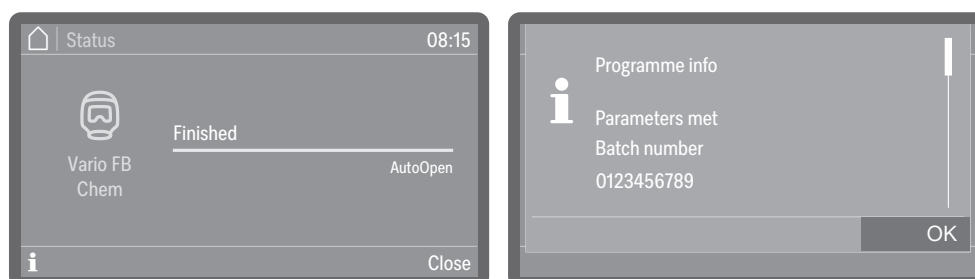 Status 08:15
Finished
Vario FB
Chem
AutoOpen
i Close
i
Programme info
Parameters met
Batch number
0123456789
OK